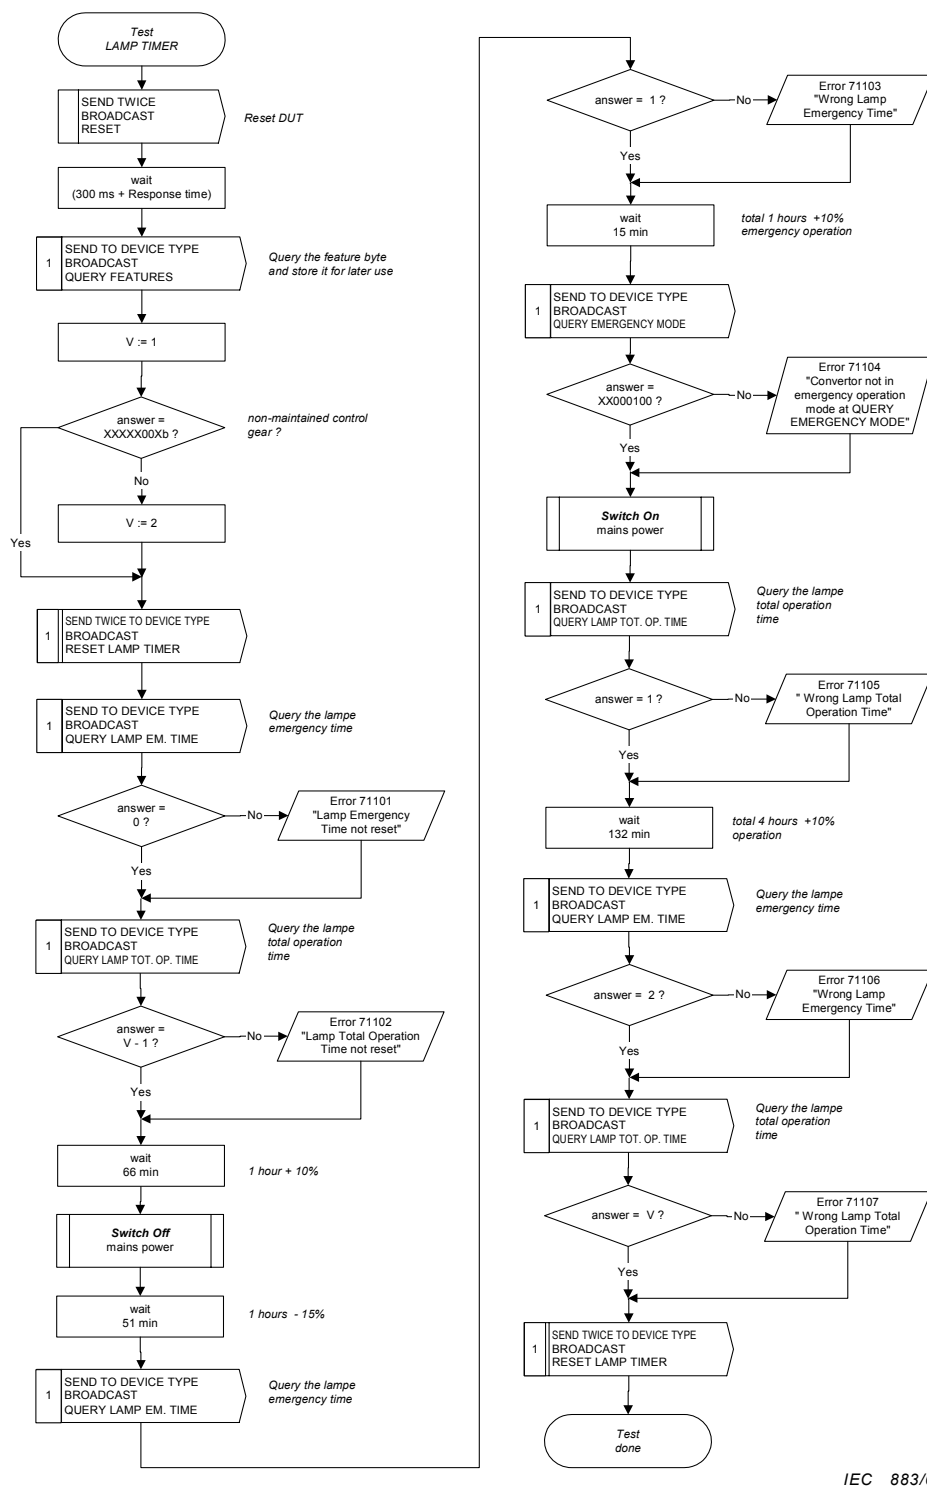 Test
LAMP TIMER
SEND TWICE
BROADCAST
RESET
Reset DUT
wait
(300 ms + Response time)
1
SEND TO DEVICE TYPE
BROADCAST
QUERY FEATURES
Query the feature byte
and store it for later use
V := 1
answer =
XXXXX00Xb ?
non-maintained control
gear ?
No
V := 2
Yes
1
SEND TWICE TO DEVICE TYPE
BROADCAST
RESET LAMP TIMER
1
SEND TO DEVICE TYPE
BROADCAST
QUERY LAMP EM. TIME
Query the lampe
emergency time
answer =
0 ?
No
Error 71101
"Lamp Emergency
Time not reset"
Yes
1
SEND TO DEVICE TYPE
BROADCAST
QUERY LAMP TOT. OP. TIME
Query the lampe
total operation
time
answer =
V - 1 ?
No
Error 71102
"Lamp Total Operation
Time not reset"
Yes
wait
66 min
1 hour + 10%
Switch Off
mains power
wait
51 min
1 hours - 15%
1
SEND TO DEVICE TYPE
BROADCAST
QUERY LAMP EM. TIME
Query the lampe
emergency time
answer = 1 ?
No
Error 71103
"Wrong Lamp
Emergency Time"
Yes
wait
15 min
total 1 hours +10%
emergency operation
1
SEND TO DEVICE TYPE
BROADCAST
QUERY EMERGENCY MODE
answer =
XX000100 ?
No
Error 71104
"Convertor not in
emergency operation
mode at QUERY
EMERGENCY MODE"
Yes
Switch On
mains power
1
SEND TO DEVICE TYPE
BROADCAST
QUERY LAMP TOT. OP. TIME
Query the lampe
total operation
time
answer = 1 ?
No
Error 71105
" Wrong Lamp Total
Operation Time"
Yes
wait
132 min
total 4 hours +10%
operation
1
SEND TO DEVICE TYPE
BROADCAST
QUERY LAMP EM. TIME
Query the lampe
emergency time
answer = 2 ?
No
Error 71106
"Wrong Lamp
Emergency Time"
Yes
1
SEND TO DEVICE TYPE
BROADCAST
QUERY LAMP TOT. OP. TIME
Query the lampe
total operation
time
answer = V ?
No
Error 71107
" Wrong Lamp Total
Operation Time"
Yes
1
SEND TWICE TO DEVICE TYPE
BROADCAST
RESET LAMP TIMER
Test
done
IEC 883/